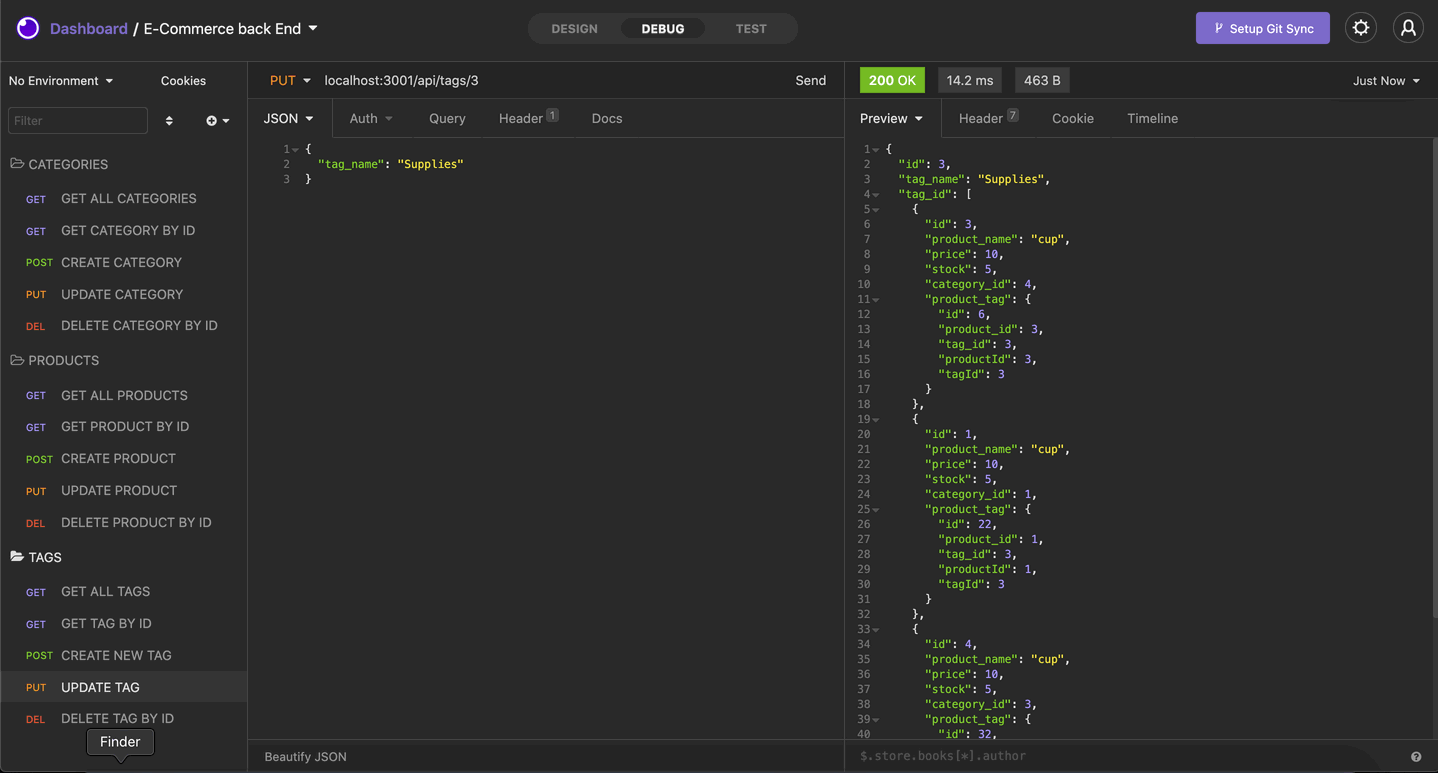 Dashboard / E-Commerce back End
DESIGN DEBUG TEST
Setup Git Sync
No Environment Cookies
Filter
CATEGORIES
GET GET ALL CATEGORIES
GET GET CATEGORY BY ID
POST CREATE CATEGORY
PUT UPDATE CATEGORY
DEL DELETE CATEGORY BY ID
PRODUCTS
GET GET ALL PRODUCTS
GET GET PRODUCT BY ID
POST CREATE PRODUCT
PUT UPDATE PRODUCT
DEL DELETE PRODUCT BY ID
TAGS
GET GET ALL TAGS
GET GET TAG BY ID
POST CREATE NEW TAG
PUT UPDATE TAG
DEL DELETE TAG BY ID
Finder
PUT localhost:3001/api/tags/3 Send
JSON Auth Query Header 1 Docs
1 {
2 "tag_name": "Supplies"
3 }
Beautify JSON
200 OK 14.2 ms 463 B Just Now
Preview Header 7 Cookie Timeline
1 {
2 "id": 3,
3 "tag_name": "Supplies",
4 "tag_id": [
5 {
6 "id": 3,
7 "product_name": "cup",
8 "price": 10,
9 "stock": 5,
10 "category_id": 4,
11 "product_tag": {
12 "id": 6,
13 "product_id": 3,
14 "tag_id": 3,
15 "productId": 3,
16 "tagId": 3
17 }
18 },
19 {
20 "id": 1,
21 "product_name": "cup",
22 "price": 10,
23 "stock": 5,
24 "category_id": 1,
25 "product_tag": {
26 "id": 22,
27 "product_id": 1,
28 "tag_id": 3,
29 "productId": 1,
30 "tagId": 3
31 }
32 },
33 {
34 "id": 4,
35 "product_name": "cup",
36 "price": 10,
37 "stock": 5,
38 "category_id": 3,
39 "product_tag": {
40 "id": 32,
$.store.books[*].author